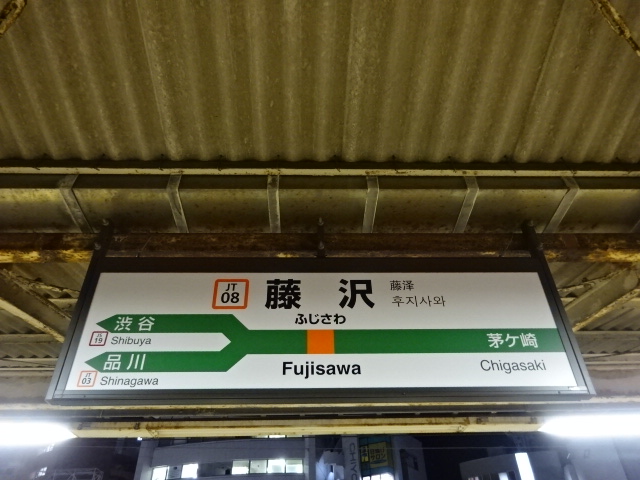 JT
08
藤沢
藤泽
후지사와
ふじさわ
渋谷
JS
19
Shibuya
品川
JT
03
Shinagawa
Fujisawa
茅ケ崎
Chigasaki